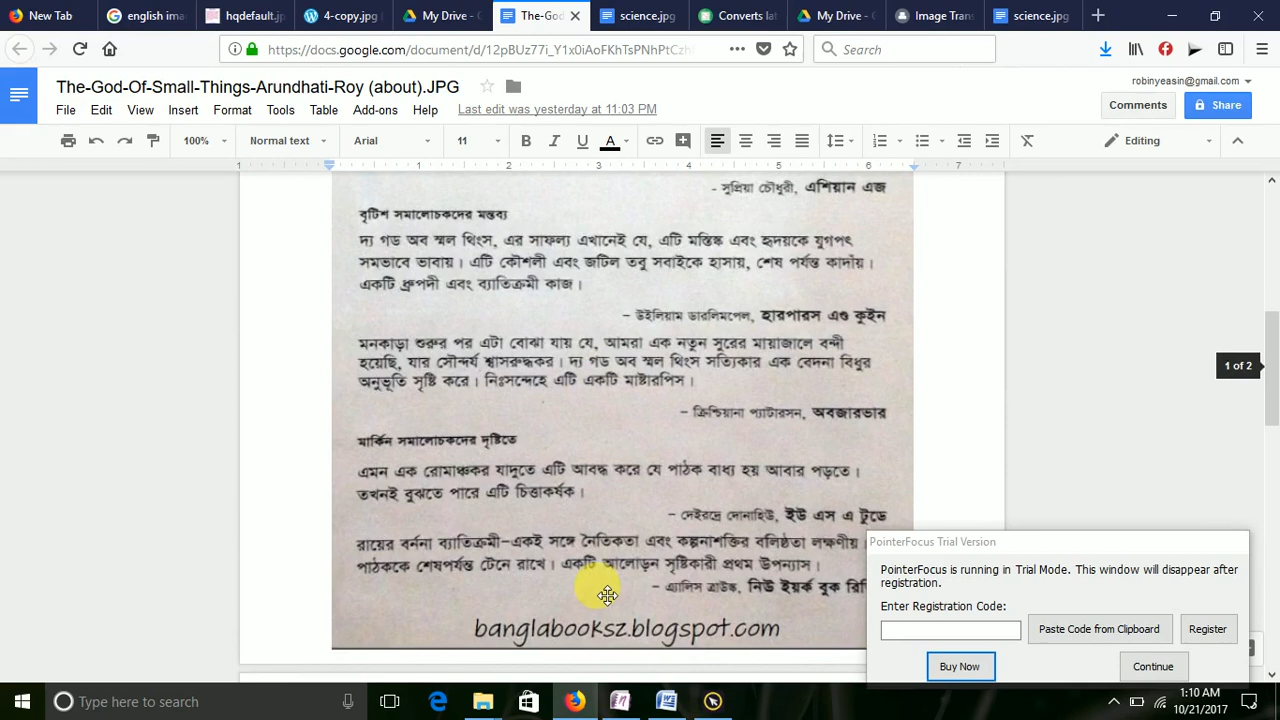 New Tab
english ima
hqdefault.j
4-copy.jpg (
My Drive - G
The-God
science.jpg
Converts lat
My Drive - G
Image Trans
science.jpg
https://docs.google.com/document/d/12pBUz77i_Y1x0iAoFKhTsPNhPtCzh
Search
The-God-Of-Small-Things-Arundhati-Roy (about).JPG
robinyeasin@gmail.com
File Edit View Insert Format Tools Table Add-ons Help Last edit was yesterday at 11:03 PM
Comments
Share
100% Normal text Arial 11 B I U A Editing
1 1 2 3 4 5 6 7
- সুপ্রিয়া চৌধুরী, এশিয়ান এজ
বৃটিশ সমালোচকদের মন্তব্য
দ্য গড অব স্মল থিংস, এর সাফল্য এখানেই যে, এটি মস্তিষ্ক এবং হৃদয়কে যুগপৎ
সমভাবে ভাবায়। এটি কৌশলী এবং জটিল তবু সবাইকে হাসায়, শেষ পর্যন্ত কাদাঁয়।
একটি ধ্রুপদী এবং ব্যাতিক্রমী কাজ।
– উইলিয়াম ডারলিমপেল, হারপারস এণ্ড কুইন
মনকাড়া শুরুর পর এটা বোঝা যায় যে, আমরা এক নতুন সুরের মায়াজালে বন্দী
হয়েছি, যার সৌন্দর্য শ্বাসরুদ্ধকর। দ্য গড অব স্মল থিংস সত্যিকার এক বেদনা বিধুর
অনুভূতি সৃষ্টি করে। নিঃসন্দেহে এটি একটি মাষ্টারপিস।
– ক্রিশ্চিয়ানা প্যাটারসন, অবজারভার
মার্কিন সমালোচকদের দৃষ্টিতে
এমন এক রোমাঞ্চকর যাদুতে এটি আবদ্ধ করে যে পাঠক বাধ্য হয় আবার পড়তে।
তখনই বুঝতে পারে এটি চিত্তাকর্ষক।
– দেইরদ্রে দোনাহিউ, ইউ এস এ টুডে
রায়ের বর্ননা ব্যাতিক্রমী–একই সঙ্গে নৈতিকতা এবং কল্পনাশক্তির বলিষ্ঠতা লক্ষণীয়
পাঠককে শেষপর্যন্ত টেনে রাখে। একটি আলোড়ন সৃষ্টিকারী প্রথম উপন্যাস।
– এ্যালিস ট্রাউক্স, নিউ ইয়র্ক বুক রি
banglabooksz.blogspot.com
1 of 2
PointerFocus Trial Version
PointerFocus is running in Trial Mode. This window will disappear after
registration.
Enter Registration Code:
Paste Code from Clipboard
Register
Buy Now
Continue
Type here to search
1:10 AM
10/21/2017